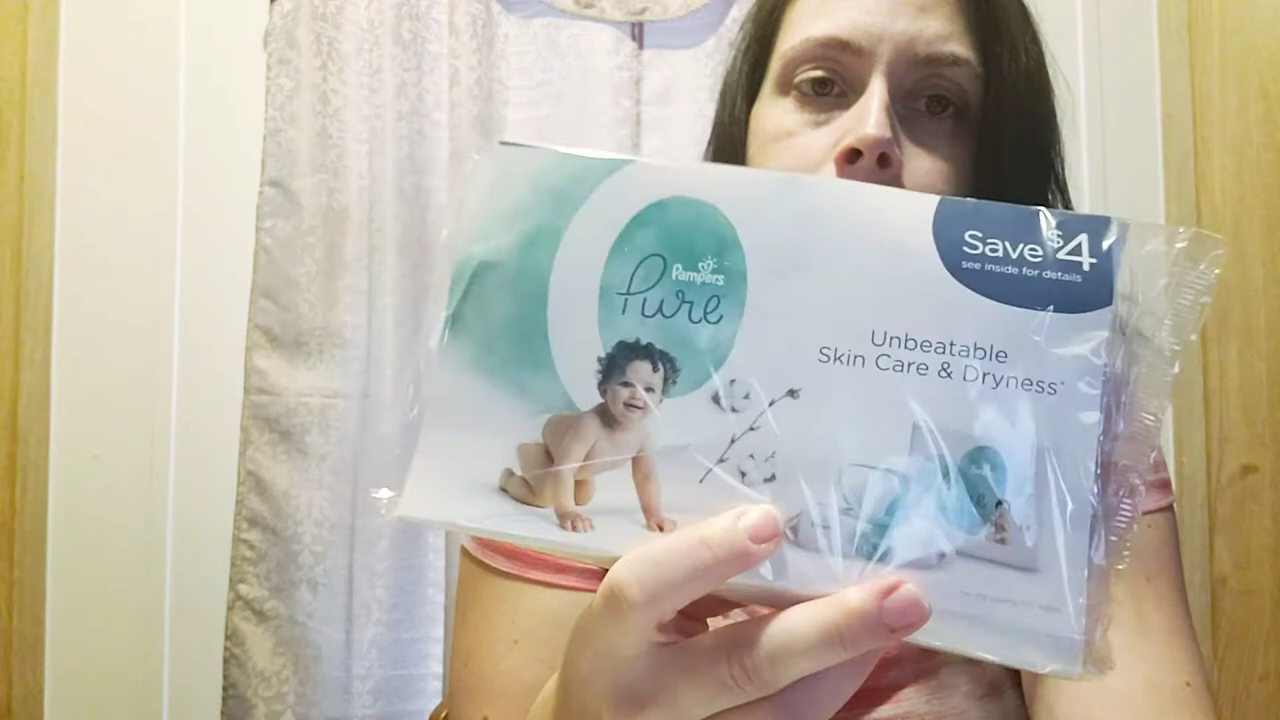 Pampers
Pure
Save $4
see inside for details
Unbeatable
Skin Care & Dryness*